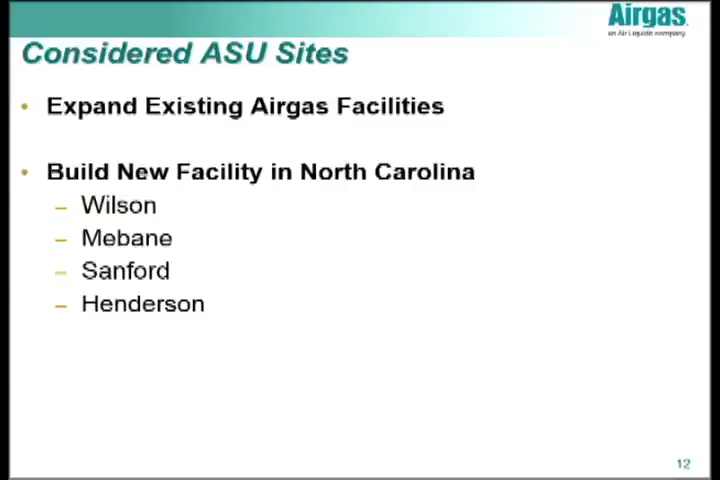 Airgas
an Air Liquide company
Considered ASU Sites
• Expand Existing Airgas Facilities
• Build New Facility in North Carolina
– Wilson
– Mebane
– Sanford
– Henderson
12